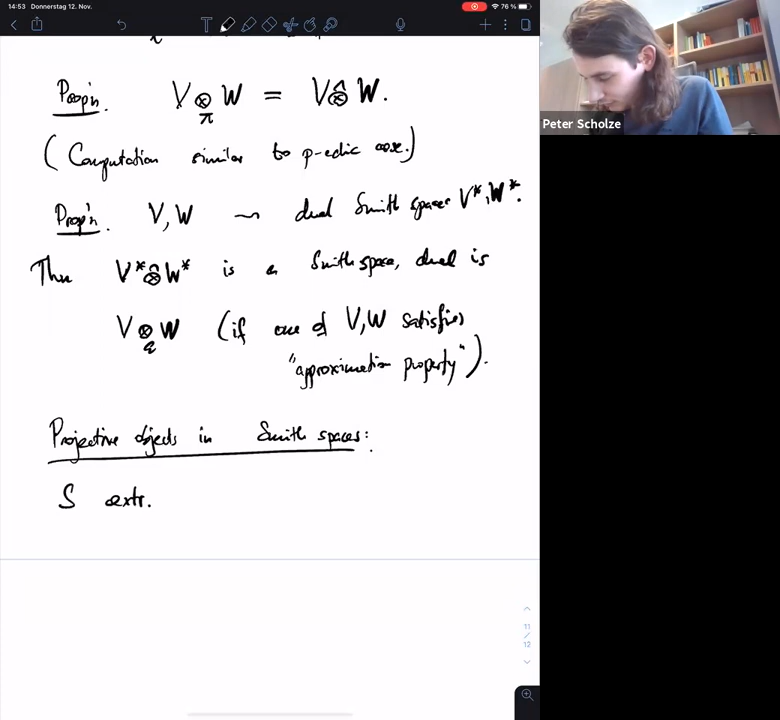 14:53 Donnerstag 12. Nov.
76 %
Prop'n. V ⊗_π W = V ⊗̂ W.
(Computation similar to p-adic case.)
Prop'n. V, W ⇝ dual Smith spaces V*, W*.
Then V* ⊗̂ W* is a Smith space, dual is
V ⊗_ε W (if one of V, W satisfies
"approximation property").
Projective objects in Smith spaces:
S extr.
11
/
12
Peter Scholze